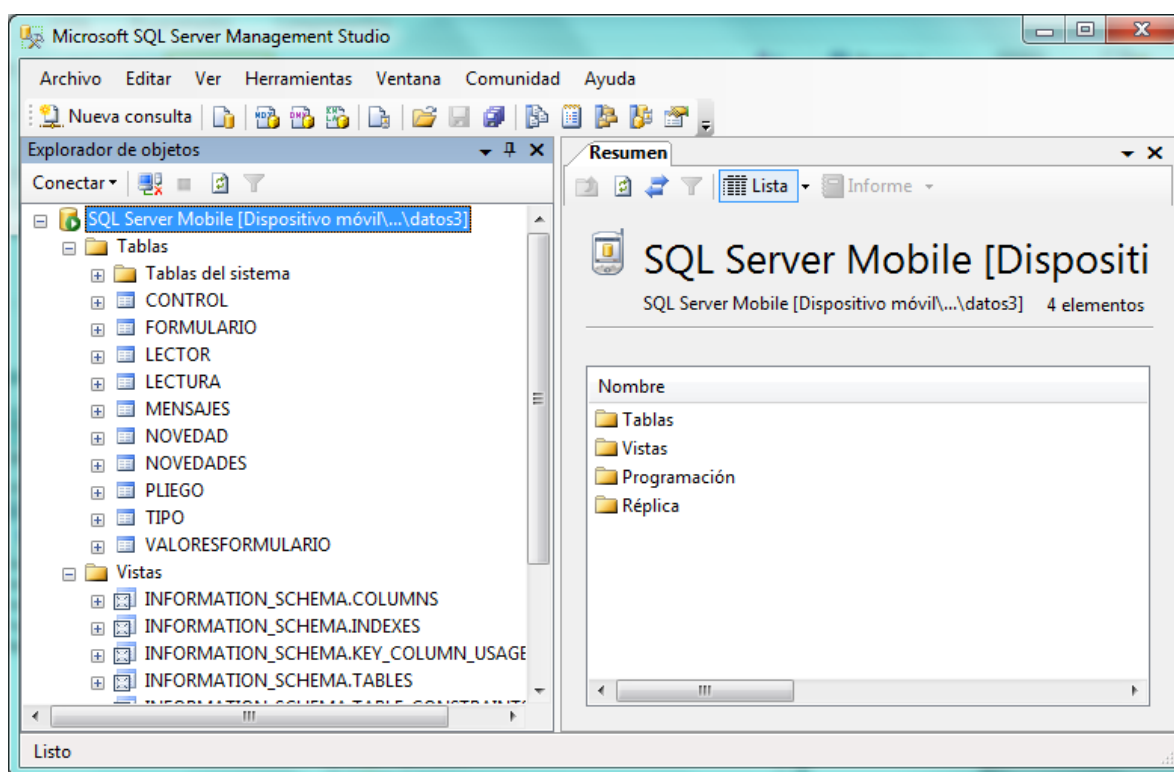 Microsoft SQL Server Management Studio
Archivo Editar Ver Herramientas Ventana Comunidad Ayuda
Nueva consulta
Explorador de objetos
Conectar
SQL Server Mobile [Dispositivo móvil\...\datos3]
Tablas
Tablas del sistema
CONTROL
FORMULARIO
LECTOR
LECTURA
MENSAJES
NOVEDAD
NOVEDADES
PLIEGO
TIPO
VALORESFORMULARIO
Vistas
INFORMATION_SCHEMA.COLUMNS
INFORMATION_SCHEMA.INDEXES
INFORMATION_SCHEMA.KEY_COLUMN_USAGE
INFORMATION_SCHEMA.TABLES
Resumen
Lista Informe
SQL Server Mobile [Dispositi
SQL Server Mobile [Dispositivo móvil\...\datos3] 4 elementos
Nombre
Tablas
Vistas
Programación
Réplica
Listo